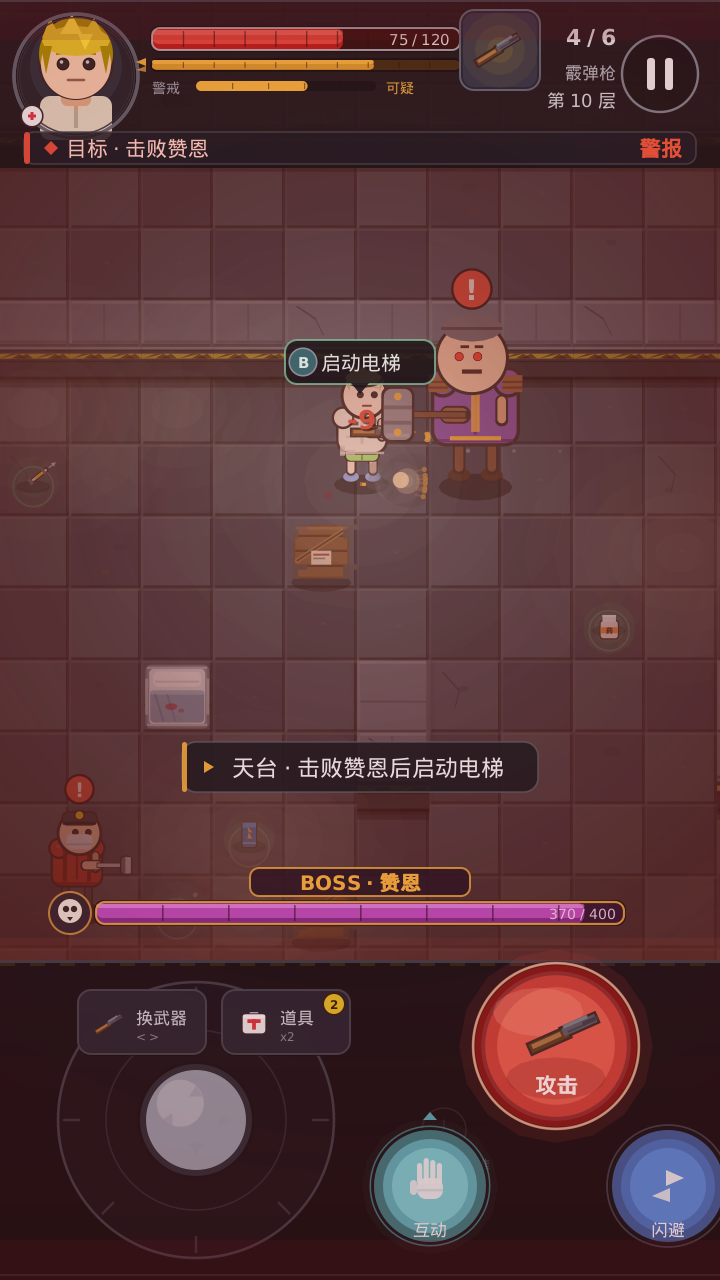 75 / 120
4 / 6
霰弹枪
警戒
可疑
第 10 层
目标 · 击败赞恩
警报
!
B 启动电梯
-9
天台 · 击败赞恩后启动电梯
!
BOSS · 赞恩
370 / 400
换武器
< >
道具
x2
2
攻击
互动
闪避